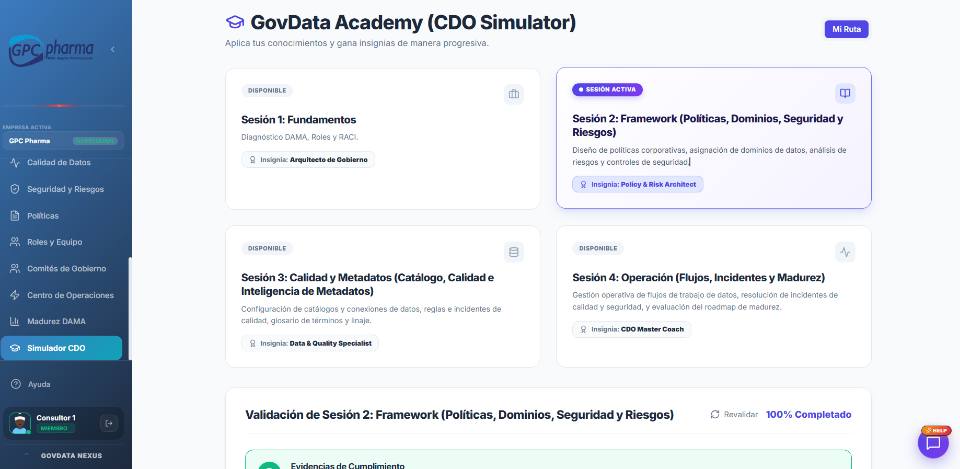 GPC pharma
EMPRESA ACTIVA
GPC Pharma
Calidad de Datos
Seguridad y Riesgos
Políticas
Roles y Equipo
Comités de Gobierno
Centro de Operaciones
Madurez DAMA
Simulador CDO
Ayuda
Consultor 1
MIEMBRO
GOVDATA NEXUS
GovData Academy (CDO Simulator)
Aplica tus conocimientos y gana insignias de manera progresiva.
Mi Ruta
DISPONIBLE
Sesión 1: Fundamentos
Diagnóstico DAMA, Roles y RACI.
Insignia: Arquitecto de Gobierno
SESIÓN ACTIVA
Sesión 2: Framework (Políticas, Dominios, Seguridad y
Riesgos)
Diseño de políticas corporativas, asignación de dominios de datos, análisis de
riesgos y controles de seguridad.
Insignia: Policy & Risk Architect
DISPONIBLE
Sesión 3: Calidad y Metadatos (Catálogo, Calidad e
Inteligencia de Metadatos)
Configuración de catálogos y conexiones de datos, reglas e incidentes de
calidad, glosario de términos y linaje.
Insignia: Data & Quality Specialist
DISPONIBLE
Sesión 4: Operación (Flujos, Incidentes y Madurez)
Gestión operativa de flujos de trabajo de datos, resolución de incidentes de
calidad y seguridad, y evaluación del roadmap de madurez.
Insignia: CDO Master Coach
Validación de Sesión 2: Framework (Políticas, Dominios, Seguridad y Riesgos)
Revalidar
100% Completado
Evidencias de Cumplimiento
HELP